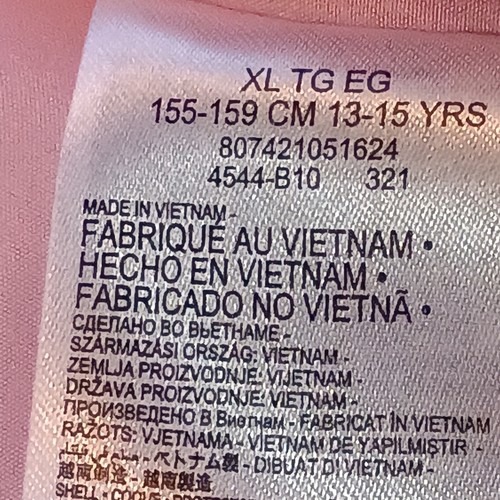 XL TG EG
155-159 CM 13-15 YRS
807421051624
4544-B10 321
MADE IN VIETNAM -
FABRIQUÉ AU VIETNAM •
HECHO EN VIETNAM •
FABRICADO NO VIETNÃ •
СДЕЛАНО ВО ВЬЕТНАМЕ -
SZÁRMAZÁSI ORSZÁG: VIETNAM -
ZEMLJA PROIZVODNJE: VIJETNAM -
DRŽAVA PROIZVODNJE: VIETNAM -
ПРОИЗВЕДЕНО В Виетнам - FABRICAT ÎN VIETNAM
RAŽOTS: VJETNAMA - VIETNAM DE YAPILMIŞTIR -
ベトナム製 - DIBUAT DI VIETNAM -
越南制造 - 越南製造
SHELL - COQUE